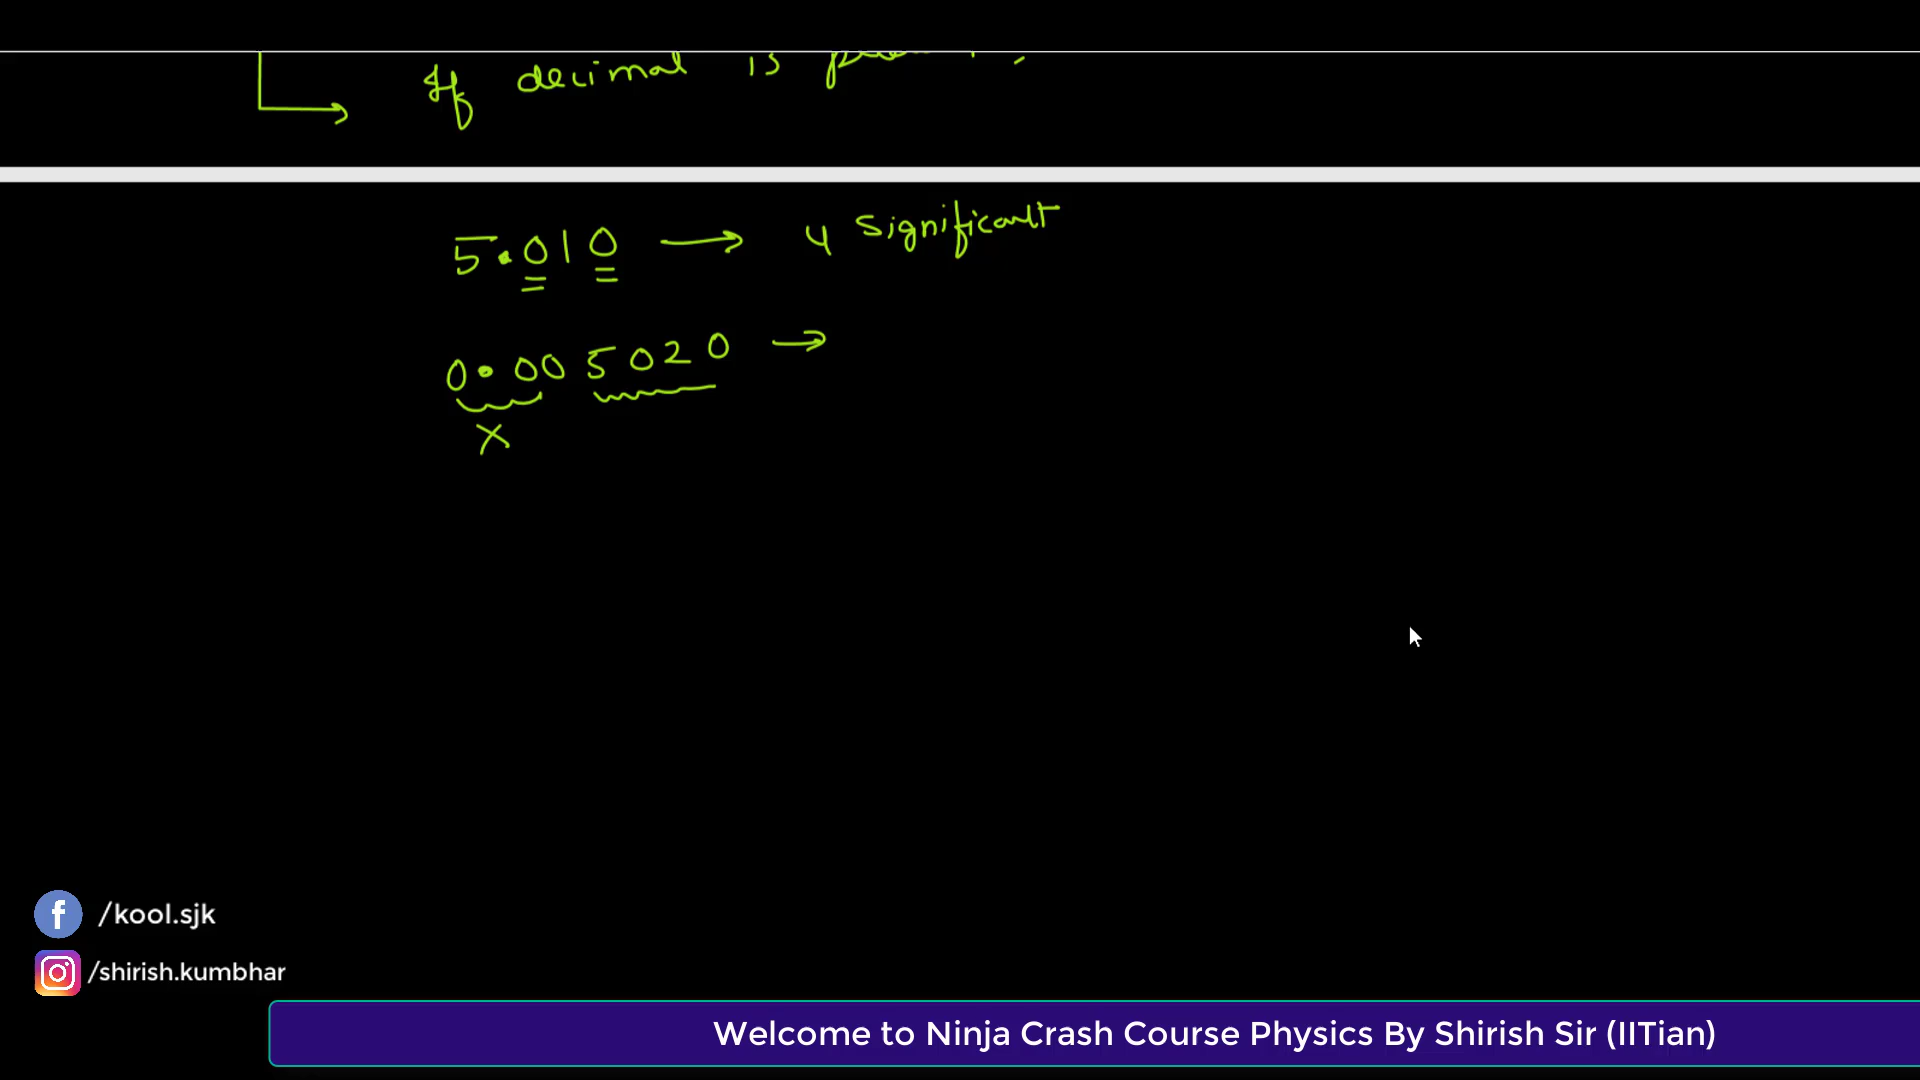 If decimal is
5.010 → 4 significant
0.005020 →
X
/kool.sjk
/shirish.kumbhar
Welcome to Ninja Crash Course Physics By Shirish Sir (IITian)